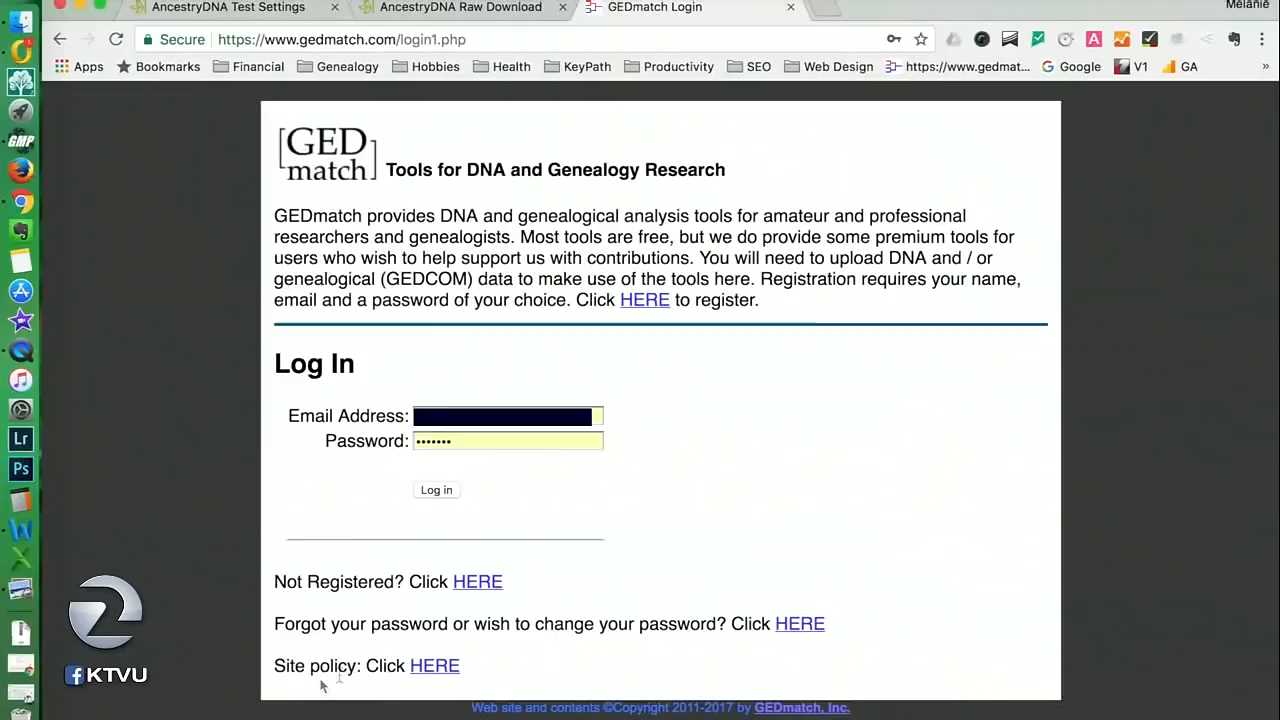 AncestryDNA Test Settings
AncestryDNA Raw Download
GEDmatch Login
Melanie
Secure
https://www.gedmatch.com/login1.php
Apps
Bookmarks
Financial
Genealogy
Hobbies
Health
KeyPath
Productivity
SEO
Web Design
https://www.gedmat...
Google
V1
GA
»
[GED
match]
Tools for DNA and Genealogy Research
GEDmatch provides DNA and genealogical analysis tools for amateur and professional
researchers and genealogists. Most tools are free, but we do provide some premium tools for
users who wish to help support us with contributions. You will need to upload DNA and / or
genealogical (GEDCOM) data to make use of the tools here. Registration requires your name,
email and a password of your choice. Click HERE to register.
Log In
Email Address:
Password: •••••••
Log in
Not Registered? Click HERE
Forgot your password or wish to change your password? Click HERE
Site policy: Click HERE
Web site and contents ©Copyright 2011-2017 by GEDmatch, Inc.
GMP
Lr
Ps
2
f KTVU